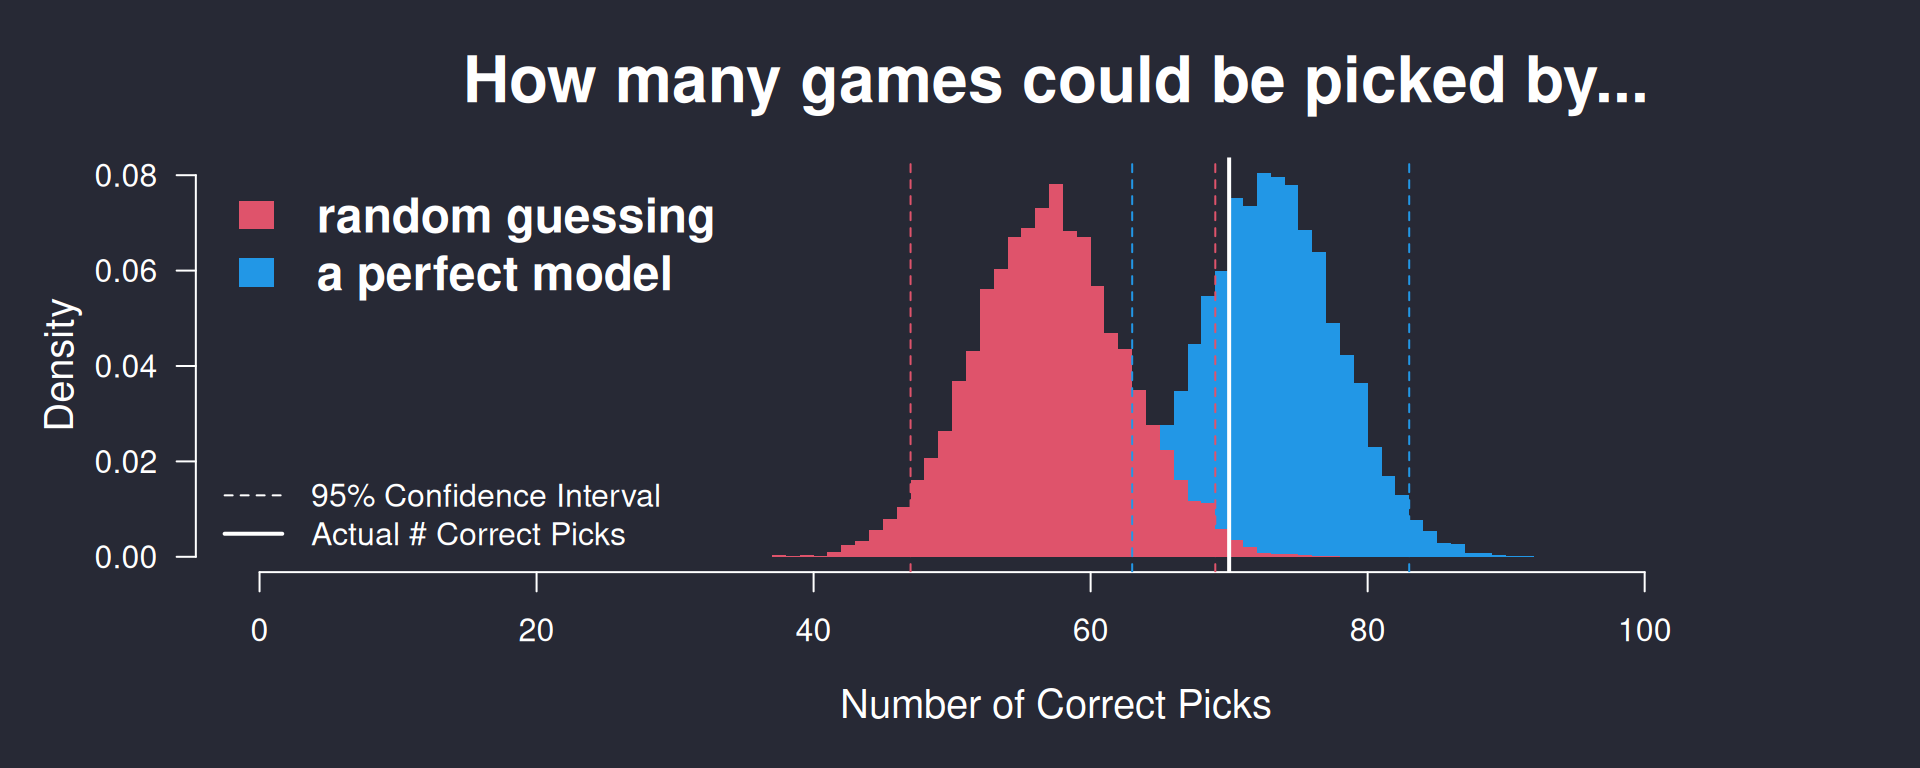 How many games could be picked by...
0.08
0.06
0.04
0.02
0.00
Density
random guessing
a perfect model
95% Confidence Interval
Actual # Correct Picks
0 20 40 60 80 100
Number of Correct Picks